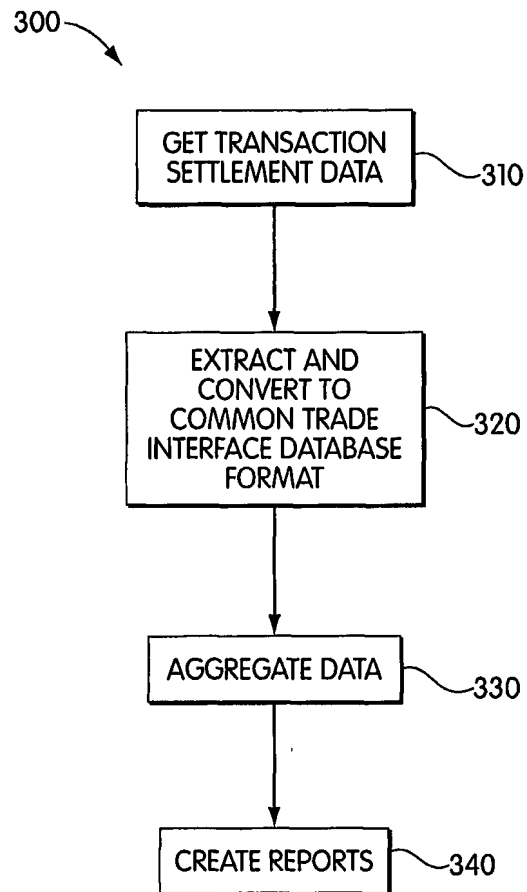 300
GET TRANSACTION
SETTLEMENT DATA
310
EXTRACT AND
CONVERT TO
COMMON TRADE
INTERFACE DATABASE
FORMAT
320
AGGREGATE DATA
330
CREATE REPORTS
340